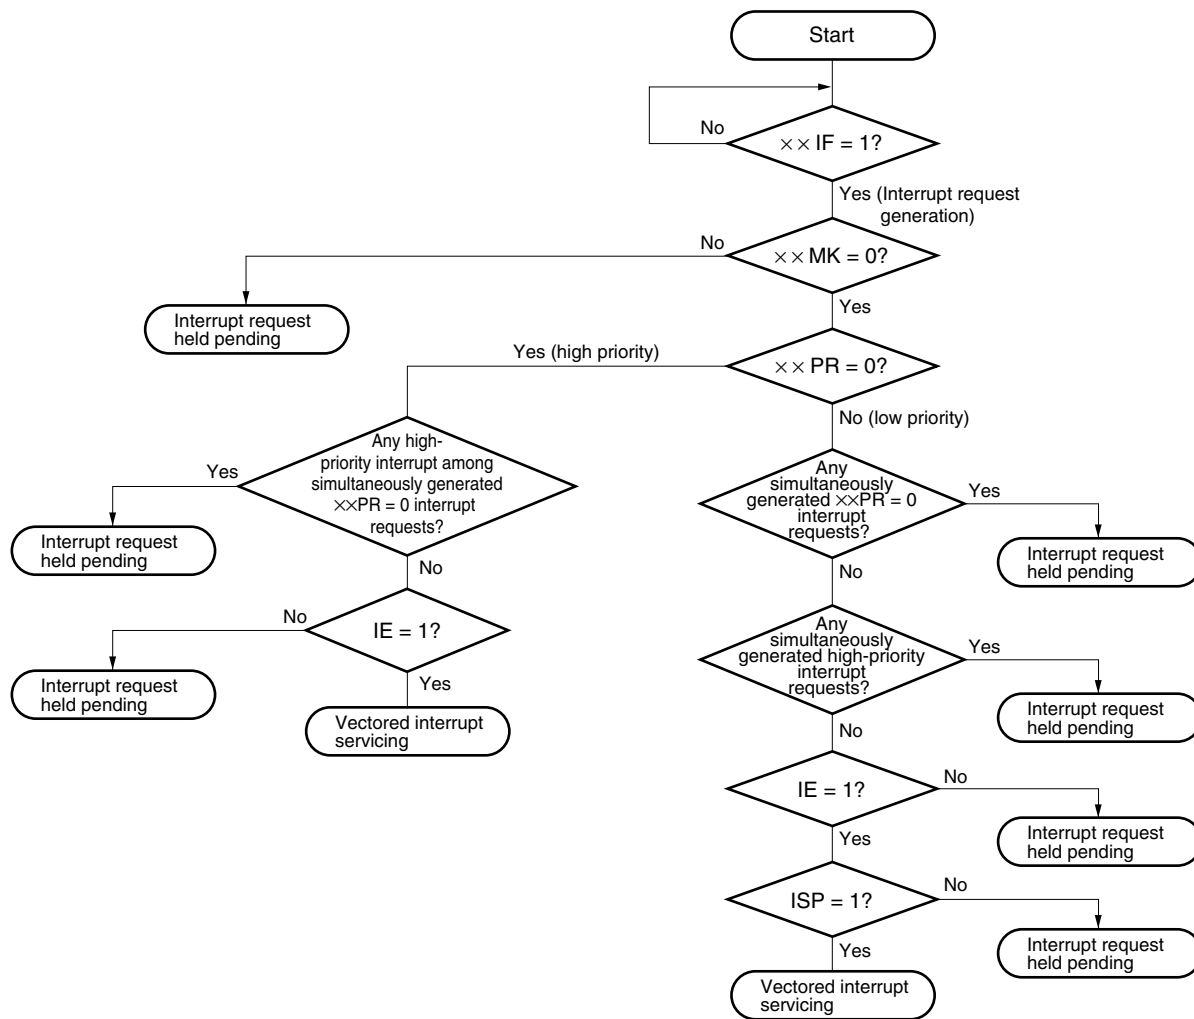 Start
No
×× IF = 1?
Yes (Interrupt request
generation)
No
×× MK = 0?
Interrupt request
held pending
Yes
Yes (high priority)
×× PR = 0?
No (low priority)
Any high-
priority interrupt among
simultaneously generated
××PR = 0 interrupt
requests?
Yes
Interrupt request
held pending
No
Any
simultaneously
generated ××PR = 0
interrupt
requests?
Yes
Interrupt request
held pending
No
No
IE = 1?
Interrupt request
held pending
Yes
Vectored interrupt
servicing
Any
simultaneously
generated high-priority
interrupt
requests?
Yes
Interrupt request
held pending
No
IE = 1?
No
Interrupt request
held pending
Yes
ISP = 1?
No
Interrupt request
held pending
Yes
Vectored interrupt
servicing